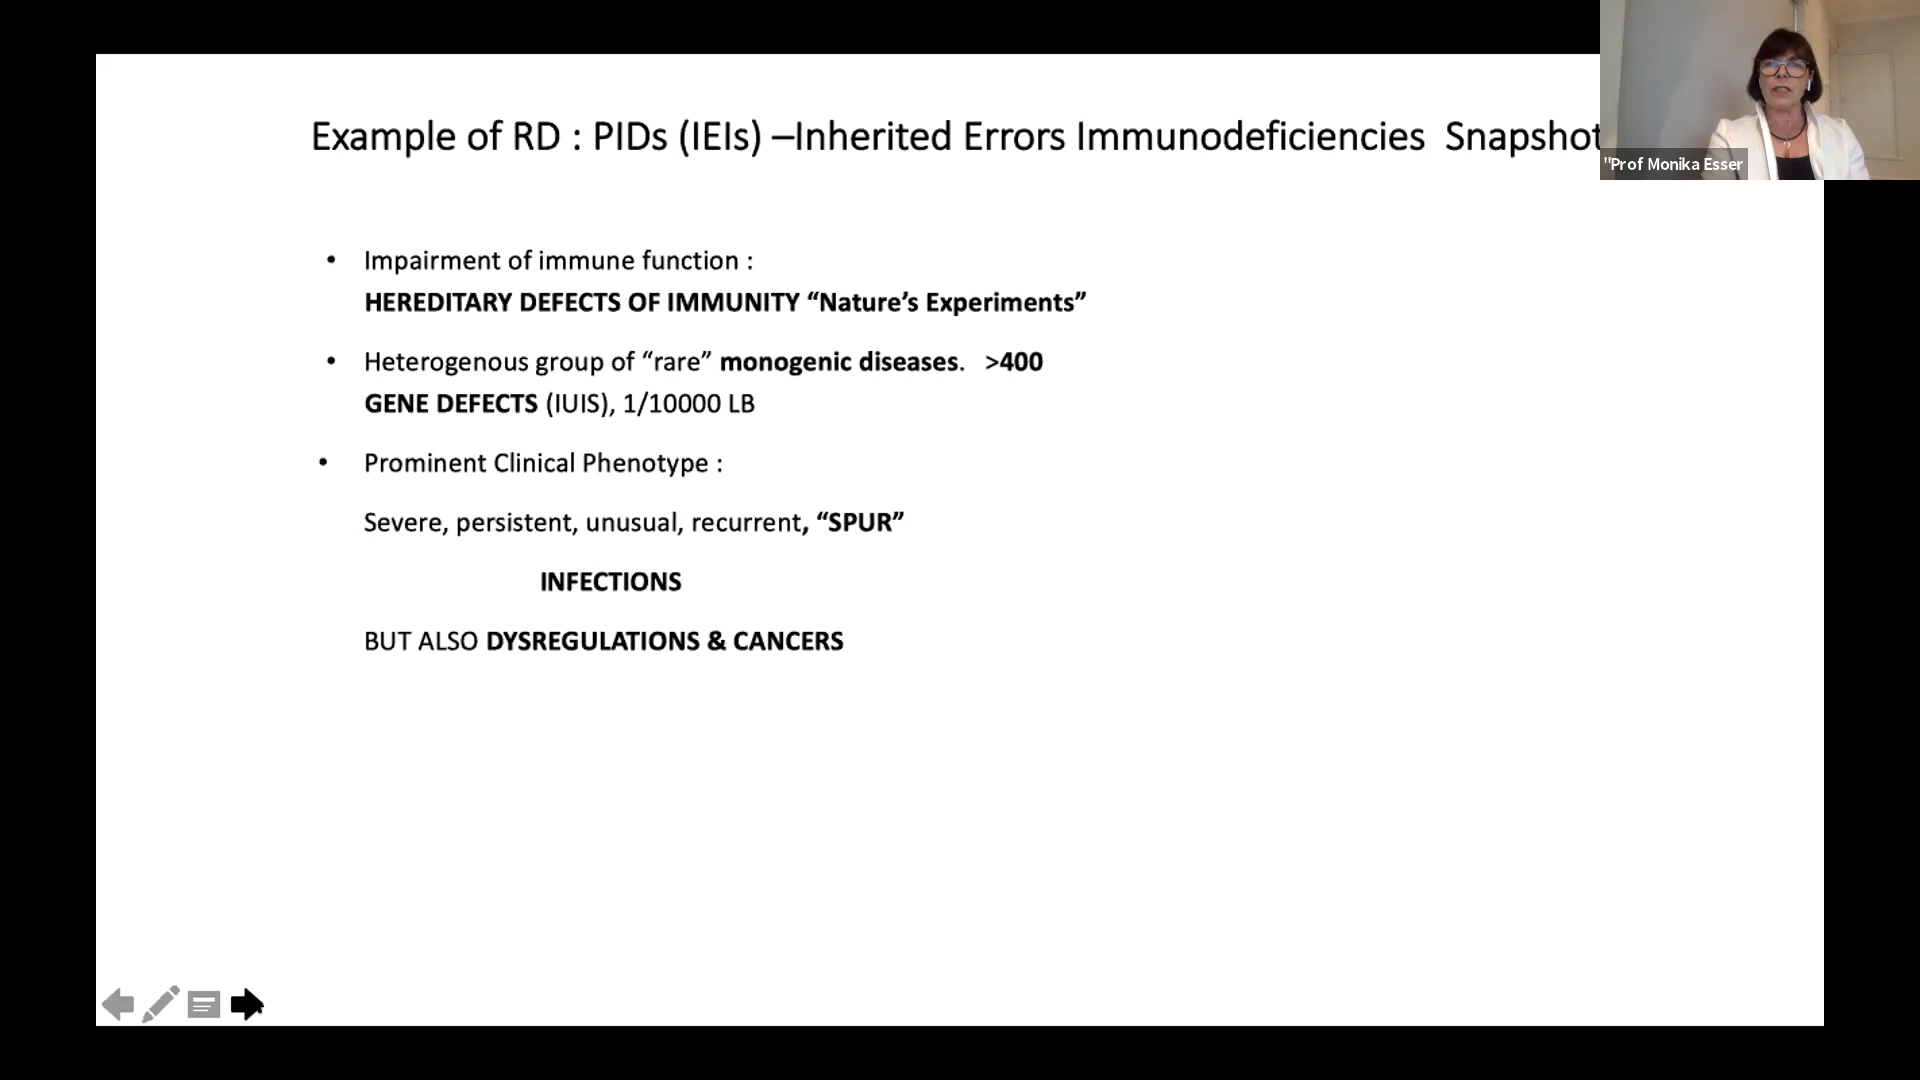 Example of RD : PIDs (IEIs) –Inherited Errors Immunodeficiencies Snapshot
"Prof Monika Esser
• Impairment of immune function :
HEREDITARY DEFECTS OF IMMUNITY “Nature’s Experiments”
• Heterogenous group of “rare” monogenic diseases. >400
GENE DEFECTS (IUIS), 1/10000 LB
• Prominent Clinical Phenotype :
Severe, persistent, unusual, recurrent, “SPUR”
INFECTIONS
BUT ALSO DYSREGULATIONS & CANCERS